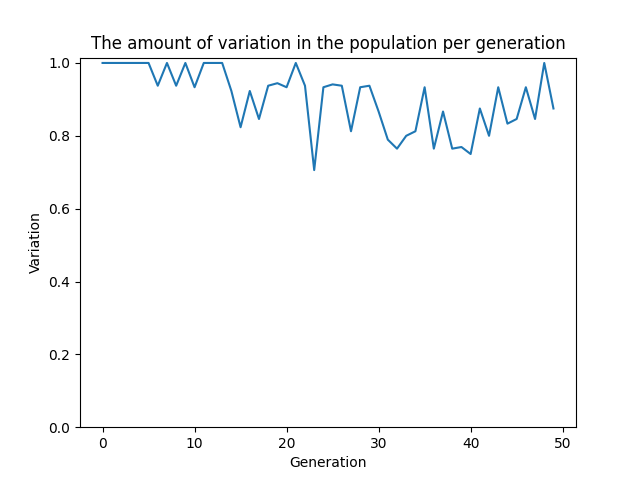 The amount of variation in the population per generation
1.0
0.8
0.6
0.4
0.2
0.0
Variation
0 10 20 30 40 50
Generation